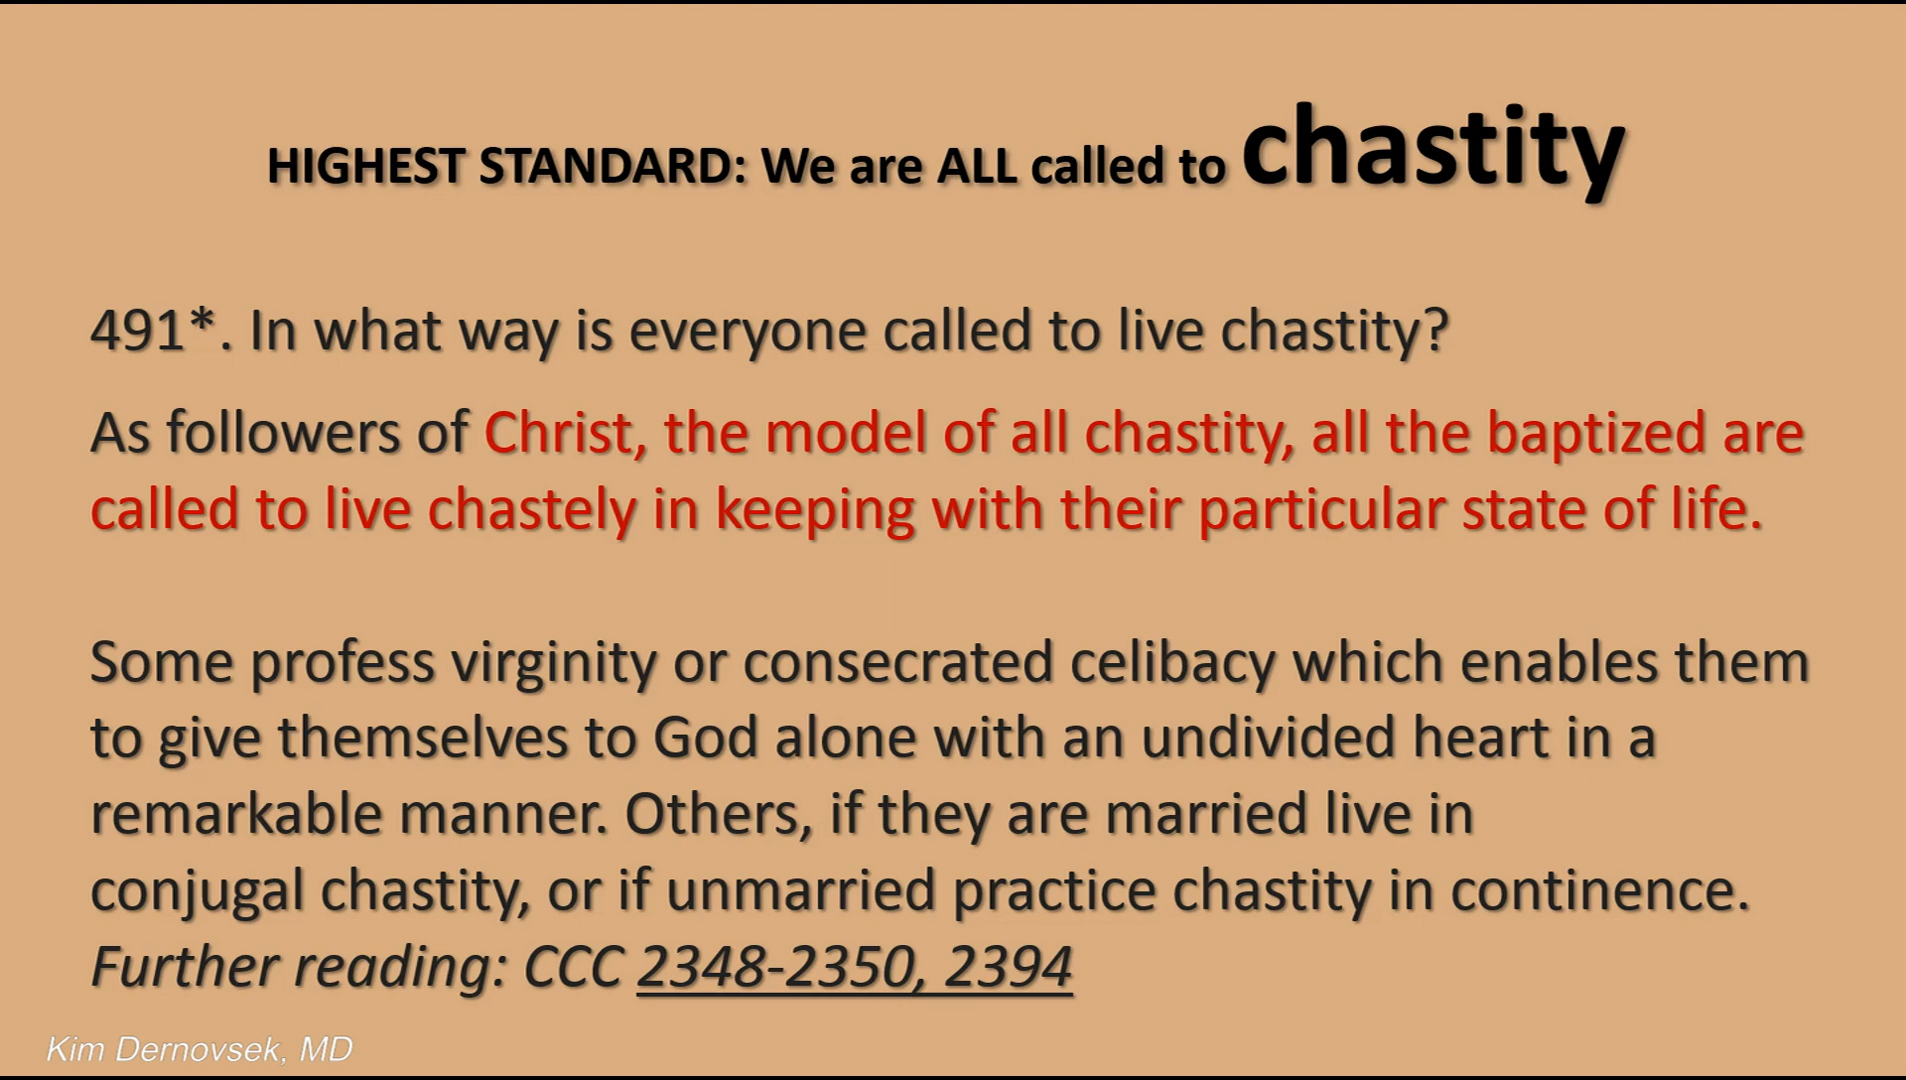 HIGHEST STANDARD: We are ALL called to chastity
491*. In what way is everyone called to live chastity?
As followers of Christ, the model of all chastity, all the baptized are
called to live chastely in keeping with their particular state of life.
Some profess virginity or consecrated celibacy which enables them
to give themselves to God alone with an undivided heart in a
remarkable manner. Others, if they are married live in
conjugal chastity, or if unmarried practice chastity in continence.
Further reading: CCC 2348-2350, 2394
Kim Dernovsek, MD